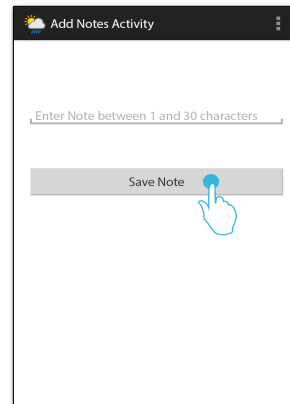 Add Notes Activity
Enter Note between 1 and 30 characters
Save Note